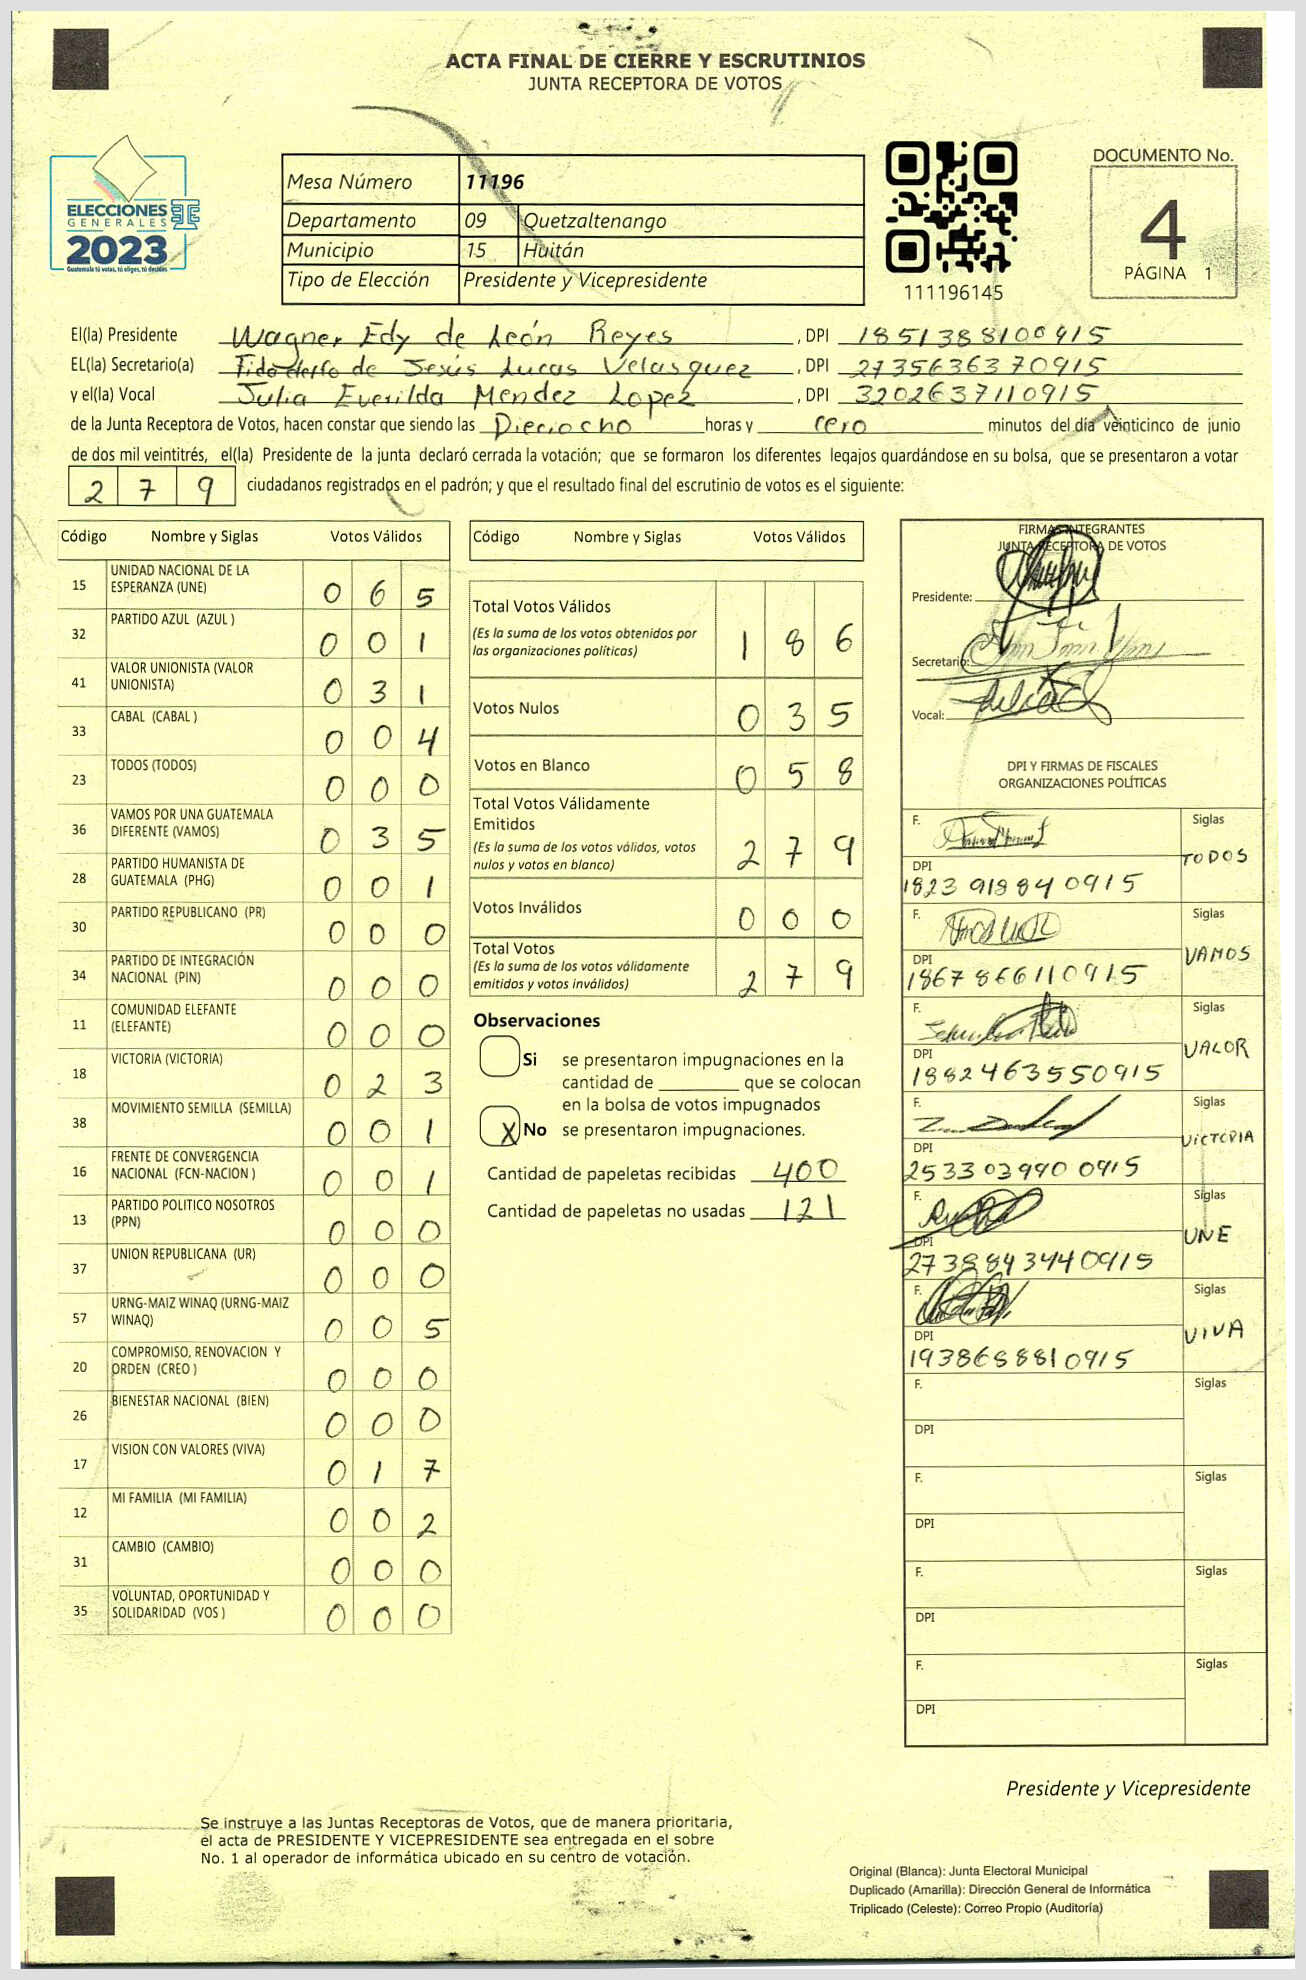 ACTA FINAL DE CIERRE Y ESCRUTINIOS
JUNTA RECEPTORA DE VOTOS
ELECCIONES
GENERALES
2023
Guatemala tú votas, tú eliges, tú decides
Mesa Número 11196
Departamento 09 Quetzaltenango
Municipio 15 Huitán
Tipo de Elección Presidente y Vicepresidente
111196145
DOCUMENTO No.
4
PÁGINA 1
El(la) Presidente Wagner Edy de León Reyes, DPI 1851388100915
EL(la) Secretario(a) de Jesús Lucas Velasquez, DPI 2735636370915
y el(la) Vocal Julia Everilda Mendez Lopez, DPI 3202637110915
de la Junta Receptora de Votos, hacen constar que siendo las Dieciocho horas y cero minutos del día veinticinco de junio
de dos mil veintitrés, el(la) Presidente de la junta declaró cerrada la votación; que se formaron los diferentes legajos guardándose en su bolsa, que se presentaron a votar
2 7 9 ciudadanos registrados en el padrón; y que el resultado final del escrutinio de votos es el siguiente:
Código Nombre y Siglas Votos Válidos
15 UNIDAD NACIONAL DE LA ESPERANZA (UNE) 0 6 5
32 PARTIDO AZUL (AZUL ) 0 0 1
41 VALOR UNIONISTA (VALOR UNIONISTA) 0 3 1
33 CABAL (CABAL ) 0 0 4
23 TODOS (TODOS) 0 0 0
36 VAMOS POR UNA GUATEMALA DIFERENTE (VAMOS) 0 3 5
28 PARTIDO HUMANISTA DE GUATEMALA (PHG) 0 0 1
30 PARTIDO REPUBLICANO (PR) 0 0 0
34 PARTIDO DE INTEGRACIÓN NACIONAL (PIN) 0 0 0
11 COMUNIDAD ELEFANTE (ELEFANTE) 0 0 0
18 VICTORIA (VICTORIA) 0 2 3
38 MOVIMIENTO SEMILLA (SEMILLA) 0 0 1
16 FRENTE DE CONVERGENCIA NACIONAL (FCN-NACION ) 0 0 1
13 PARTIDO POLITICO NOSOTROS (PPN) 0 0 0
37 UNION REPUBLICANA (UR) 0 0 0
57 URNG-MAIZ WINAQ (URNG-MAIZ WINAQ) 0 0 5
20 COMPROMISO, RENOVACION Y ORDEN (CREO ) 0 0 0
26 BIENESTAR NACIONAL (BIEN) 0 0 0
17 VISION CON VALORES (VIVA) 0 1 7
12 MI FAMILIA (MI FAMILIA) 0 0 2
31 CAMBIO (CAMBIO) 0 0 0
35 VOLUNTAD, OPORTUNIDAD Y SOLIDARIDAD (VOS ) 0 0 0
Código Nombre y Siglas Votos Válidos
Total Votos Válidos 1 8 6
(Es la suma de los votos obtenidos por
las organizaciones políticas)
Votos Nulos 0 3 5
Votos en Blanco 0 5 8
Total Votos Válidamente
Emitidos 2 7 9
(Es la suma de los votos válidos, votos
nulos y votos en blanco)
Votos Inválidos 0 0 0
Total Votos 2 7 9
(Es la suma de los votos válidamente
emitidos y votos inválidos)
Observaciones
Si se presentaron impugnaciones en la
cantidad de ________ que se colocan
en la bolsa de votos impugnados
X No se presentaron impugnaciones.
Cantidad de papeletas recibidas 400
Cantidad de papeletas no usadas 121
FIRMAS INTEGRANTES
JUNTA RECEPTORA DE VOTOS
Presidente:
Secretario:
Vocal:
DPI Y FIRMAS DE FISCALES
ORGANIZACIONES POLÍTICAS
F. Siglas
TODOS
DPI
1823 918840915
F. Siglas
VAMOS
DPI
1867866110915
F. Siglas
VALOR
DPI
1882463550915
F. Siglas
VICTORIA
DPI
2533039400915
F. Siglas
UNE
DPI
2738843440915
F. Siglas
VIVA
DPI
1938688810915
F. Siglas
DPI
F. Siglas
DPI
F. Siglas
DPI
F. Siglas
DPI
Presidente y Vicepresidente
Se instruye a las Juntas Receptoras de Votos, que de manera prioritaria,
el acta de PRESIDENTE Y VICEPRESIDENTE sea entregada en el sobre
No. 1 al operador de informática ubicado en su centro de votación.
Original (Blanca): Junta Electoral Municipal
Duplicado (Amarilla): Dirección General de Informática
Triplicado (Celeste): Correo Propio (Auditoría)